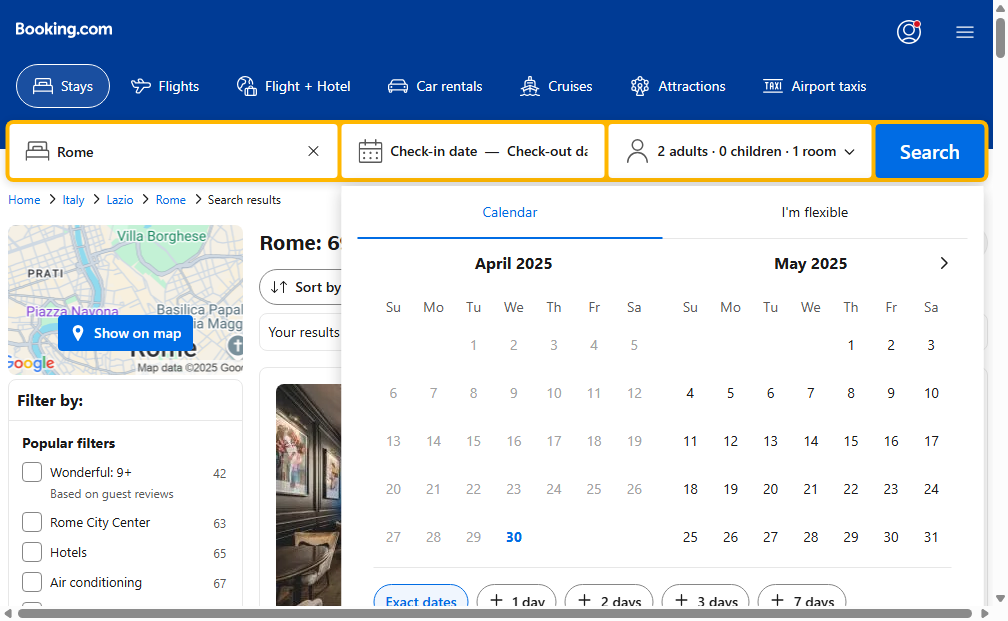 Booking.com
Stays
Flights
Flight + Hotel
Car rentals
Cruises
Attractions
TAXI Airport taxis
Rome
Check-in date — Check-out da
2 adults · 0 children · 1 room
Search
Home > Italy > Lazio > Rome > Search results
Calendar
I'm flexible
Villa Borghese
PRATI
Piazza Navona
Basilica Papal
ia Magg
Show on map
Rome
Google
Map data ©2025 Goo
Rome: 6
Sort by
Your results
April 2025
Su Mo Tu We Th Fr Sa
1 2 3 4 5
6 7 8 9 10 11 12
13 14 15 16 17 18 19
20 21 22 23 24 25 26
27 28 29 30
May 2025
Su Mo Tu We Th Fr Sa
1 2 3
4 5 6 7 8 9 10
11 12 13 14 15 16 17
18 19 20 21 22 23 24
25 26 27 28 29 30 31
Exact dates
+ 1 day
+ 2 days
+ 3 days
+ 7 days
Filter by:
Popular filters
Wonderful: 9+ 42
Based on guest reviews
Rome City Center 63
Hotels 65
Air conditioning 67